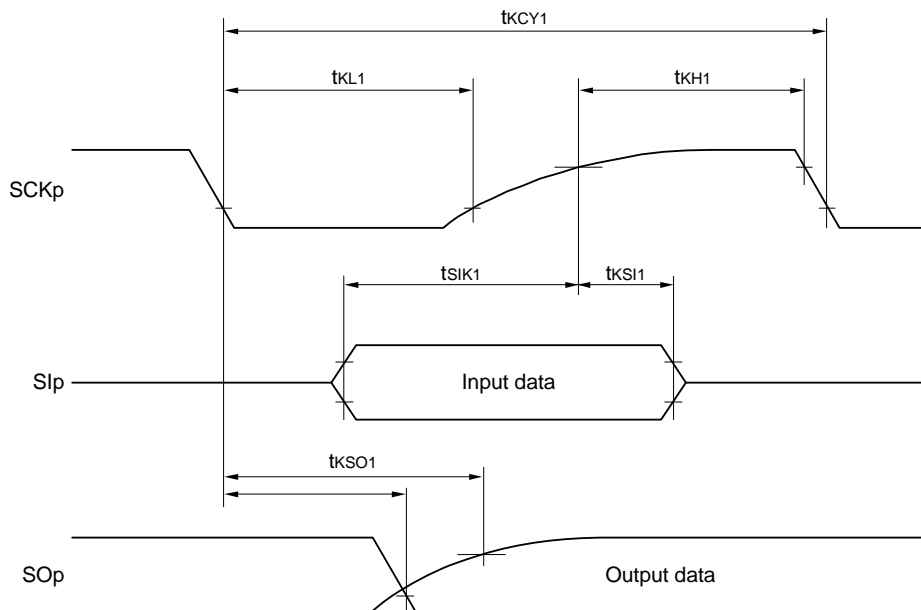 tKCY1
tKL1
tKH1
SCKp
tSIK1
tKSI1
SIp
Input data
tKSO1
SOp
Output data